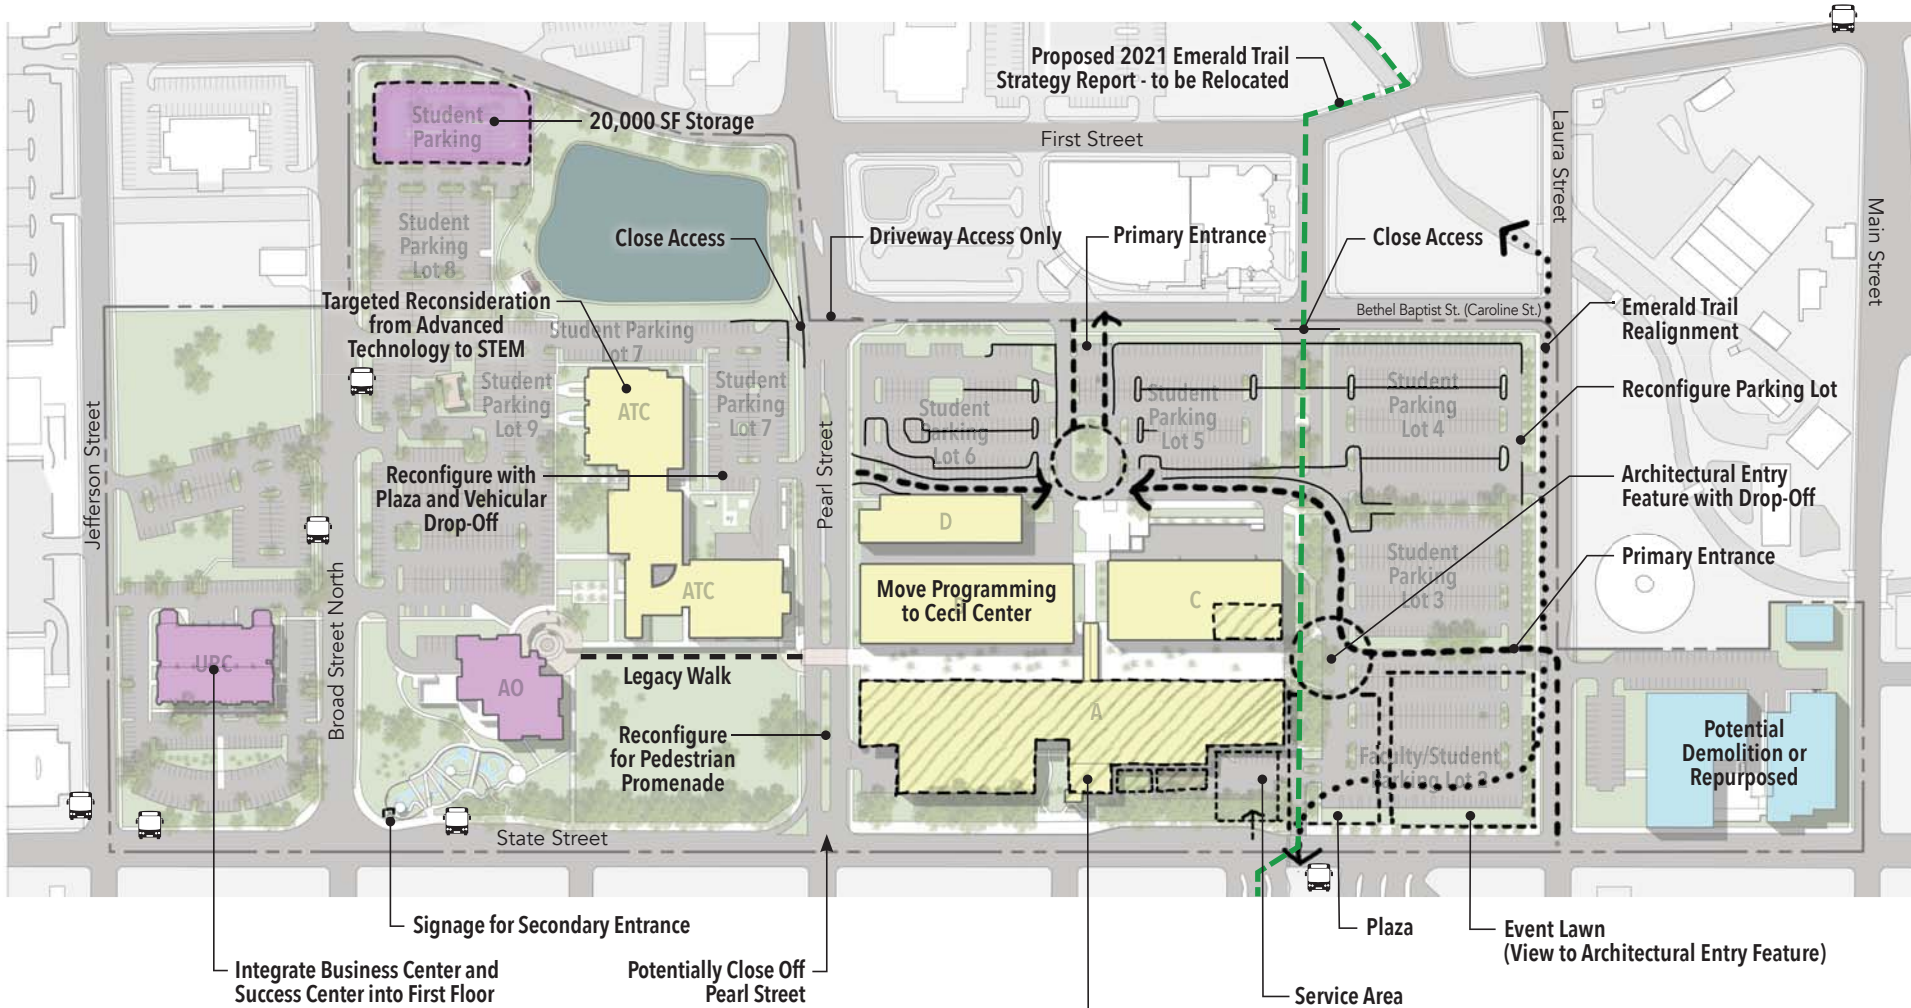 Proposed 2021 Emerald Trail
Strategy Report - to be Relocated
Student
Parking
20,000 SF Storage
First Street
Laura Street
Main Street
Student
Parking
Lot 8
Close Access
Driveway Access Only
Primary Entrance
Close Access
Targeted Reconsideration
from Advanced
Technology to STEM
Student Parking
Lot 7
Bethel Baptist St. (Caroline St.)
Emerald Trail
Realignment
Student
Parking
Lot 9
ATC
Student
Parking
Lot 7
Student
Parking
Lot 6
Student
Parking
Lot 5
Student
Parking
Lot 4
Reconfigure Parking Lot
Jefferson Street
Reconfigure with
Plaza and Vehicular
Drop-Off
Pearl Street
Architectural Entry
Feature with Drop-Off
D
Student
Parking
Lot 3
Primary Entrance
Broad Street North
ATC
Move Programming
to Cecil Center
C
URC
AO
Legacy Walk
A
Reconfigure
for Pedestrian
Promenade
Faculty/Student
Parking Lot 2
Potential
Demolition or
Repurposed
State Street
Signage for Secondary Entrance
Plaza
Event Lawn
(View to Architectural Entry Feature)
Integrate Business Center and
Success Center into First Floor
Potentially Close Off
Pearl Street
Service Area